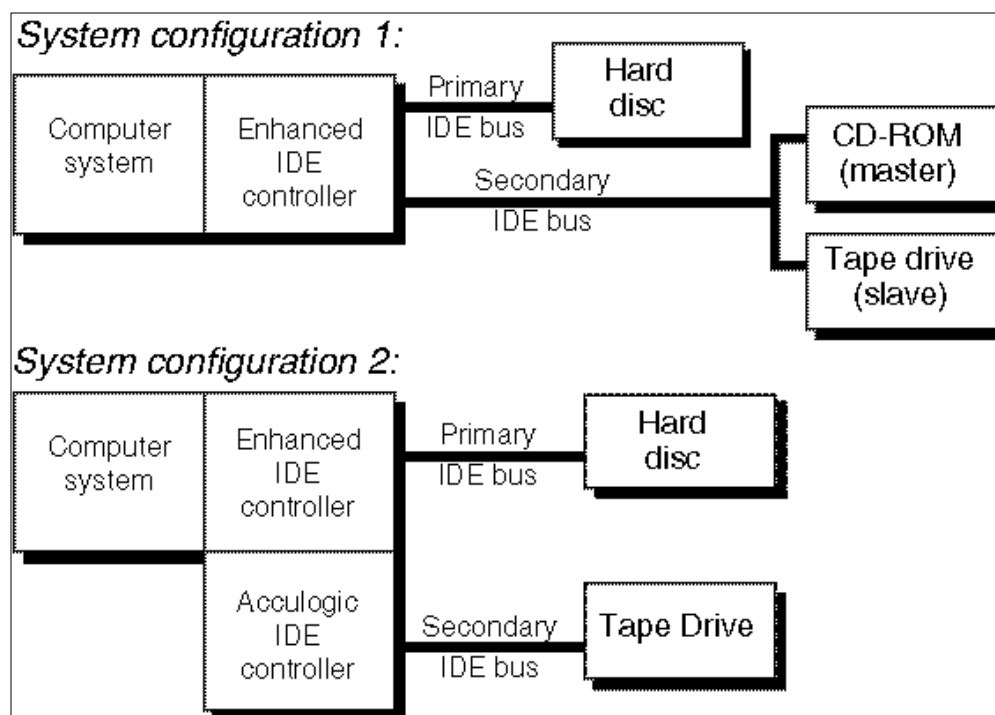 System configuration 1:
Computer
system
Enhanced
IDE
controller
Primary
IDE bus
Hard
disc
Secondary
IDE bus
CD-ROM
(master)
Tape drive
(slave)
System configuration 2:
Computer
system
Enhanced
IDE
controller
Primary
IDE bus
Hard
disc
Acculogic
IDE
controller
Secondary
IDE bus
Tape Drive